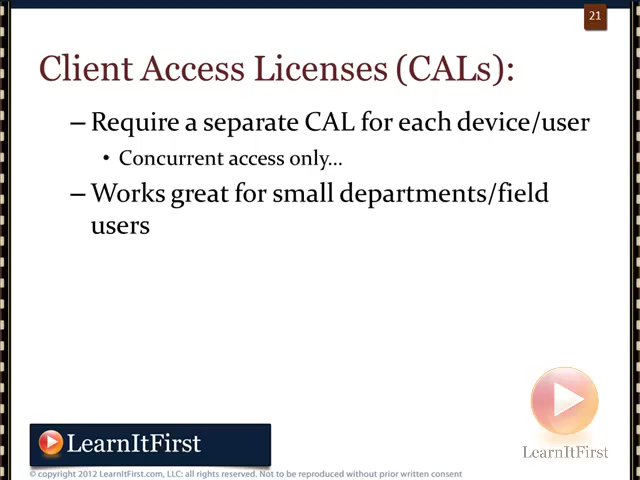 21
Client Access Licenses (CALs):
– Require a separate CAL for each device/user
• Concurrent access only...
– Works great for small departments/field
users
LearnItFirst
LearnItFirst
© copyright 2012 LearnItFirst.com, LLC: all rights reserved. Not to be reproduced without prior written consent